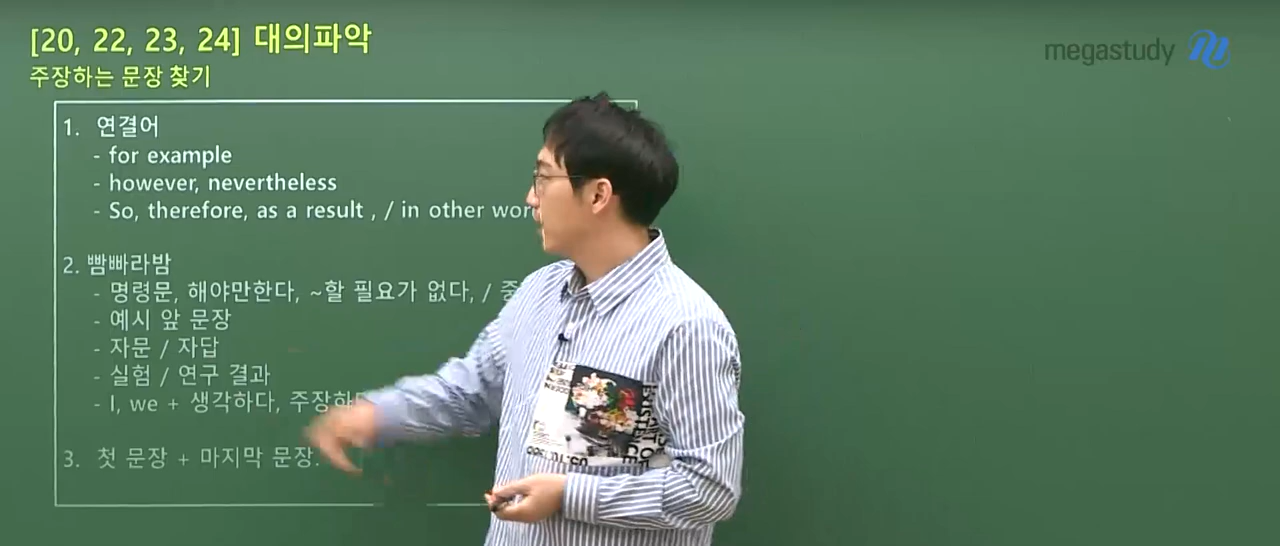 [20, 22, 23, 24] 대의파악
주장하는 문장 찾기
megastudy
1. 연결어
- for example
- however, nevertheless
- So, therefore, as a result , / in other
2. 빰빠라밤
- 명령문, 해야만한다, ~할 필요가 없다, /
- 예시 앞 문장
- 자문 / 자답
- 실험 / 연구 결과
- I, we + 생각하다,
3. 첫 문장 + 마지막 문장.